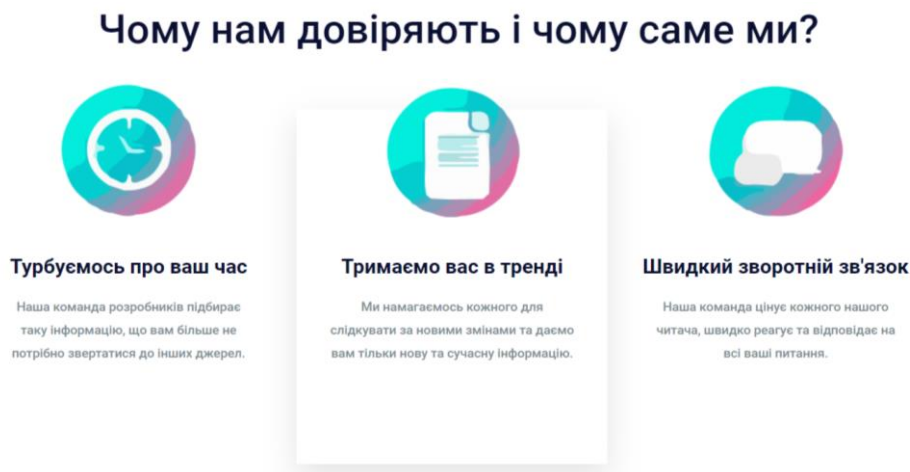 Чому нам довіряють і чому саме ми?
Турбуємось про ваш час
Наша команда розробників підбирає
таку інформацію, що вам більше не
потрібно звертатися до інших джерел.
Тримаємо вас в тренді
Ми намагаємось кожного для
слідкувати за новими змінами та даємо
вам тільки нову та сучасну інформацію.
Швидкий зворотній зв'язок
Наша команда цінує кожного нашого
читача, швидко реагує та відповідає на
всі ваші питання.